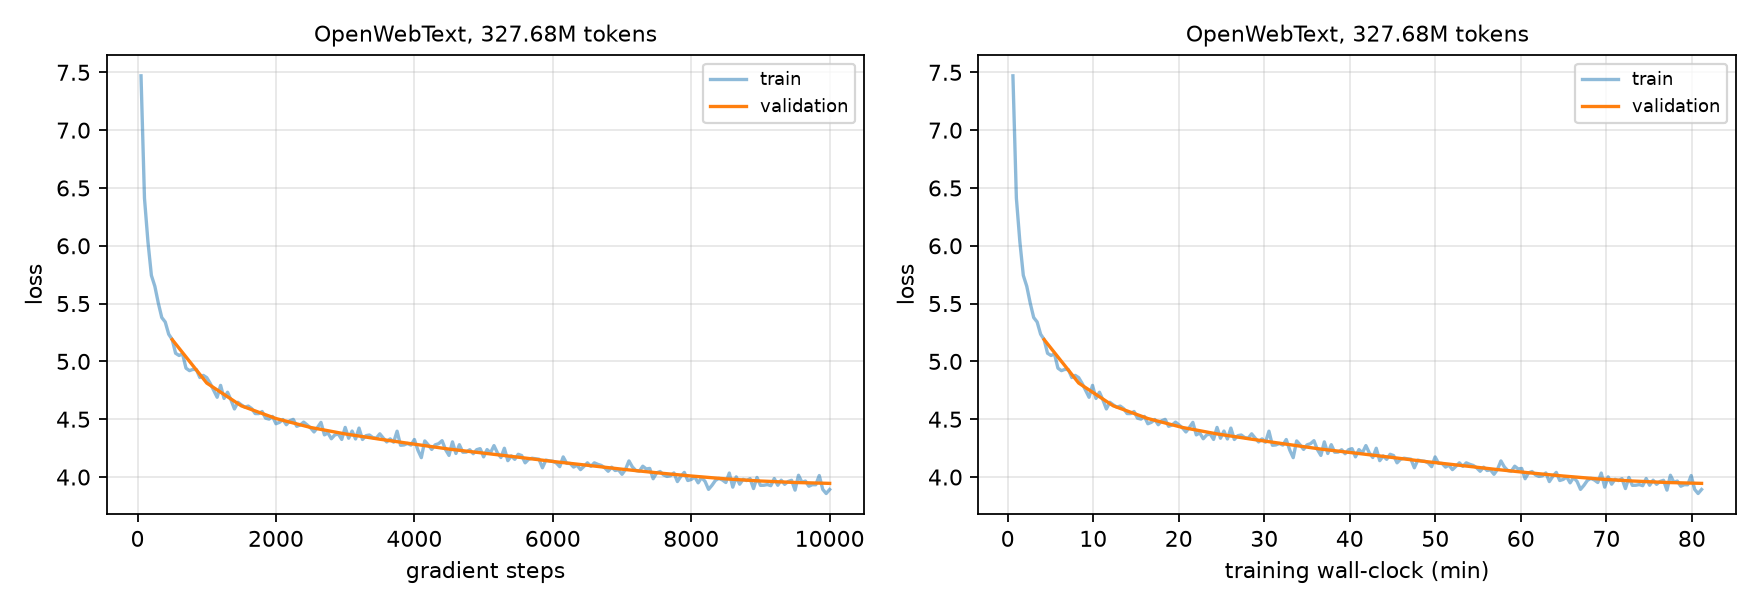 OpenWebText, 327.68M tokens
7.5
7.0
6.5
6.0
5.5
5.0
4.5
4.0
loss
train
validation
0 2000 4000 6000 8000 10000
gradient steps
OpenWebText, 327.68M tokens
7.5
7.0
6.5
6.0
5.5
5.0
4.5
4.0
loss
train
validation
0 10 20 30 40 50 60 70 80
training wall-clock (min)